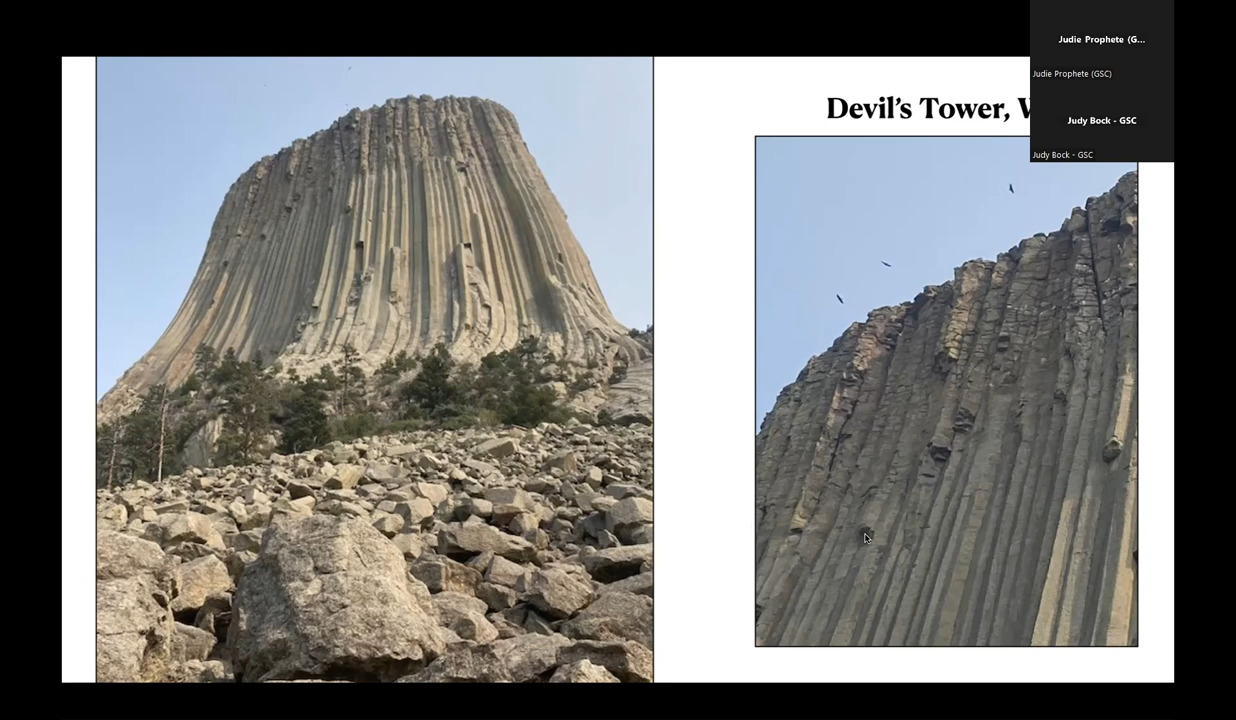 Judie Prophete (G...
Judie Prophete (GSC)
Devil's Tower,
Judy Bock - GSC
Judy Bock - GSC